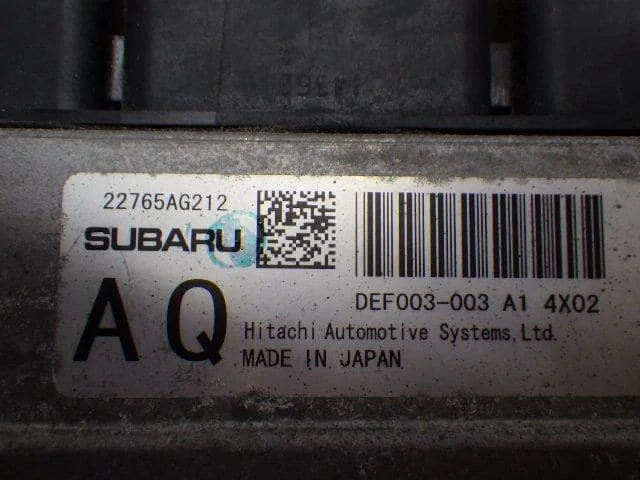 22765AG212
SUBARU
AQ
DEF003-003 A1 4X02
Hitachi Automotive Systems,Ltd.
MADE IN JAPAN